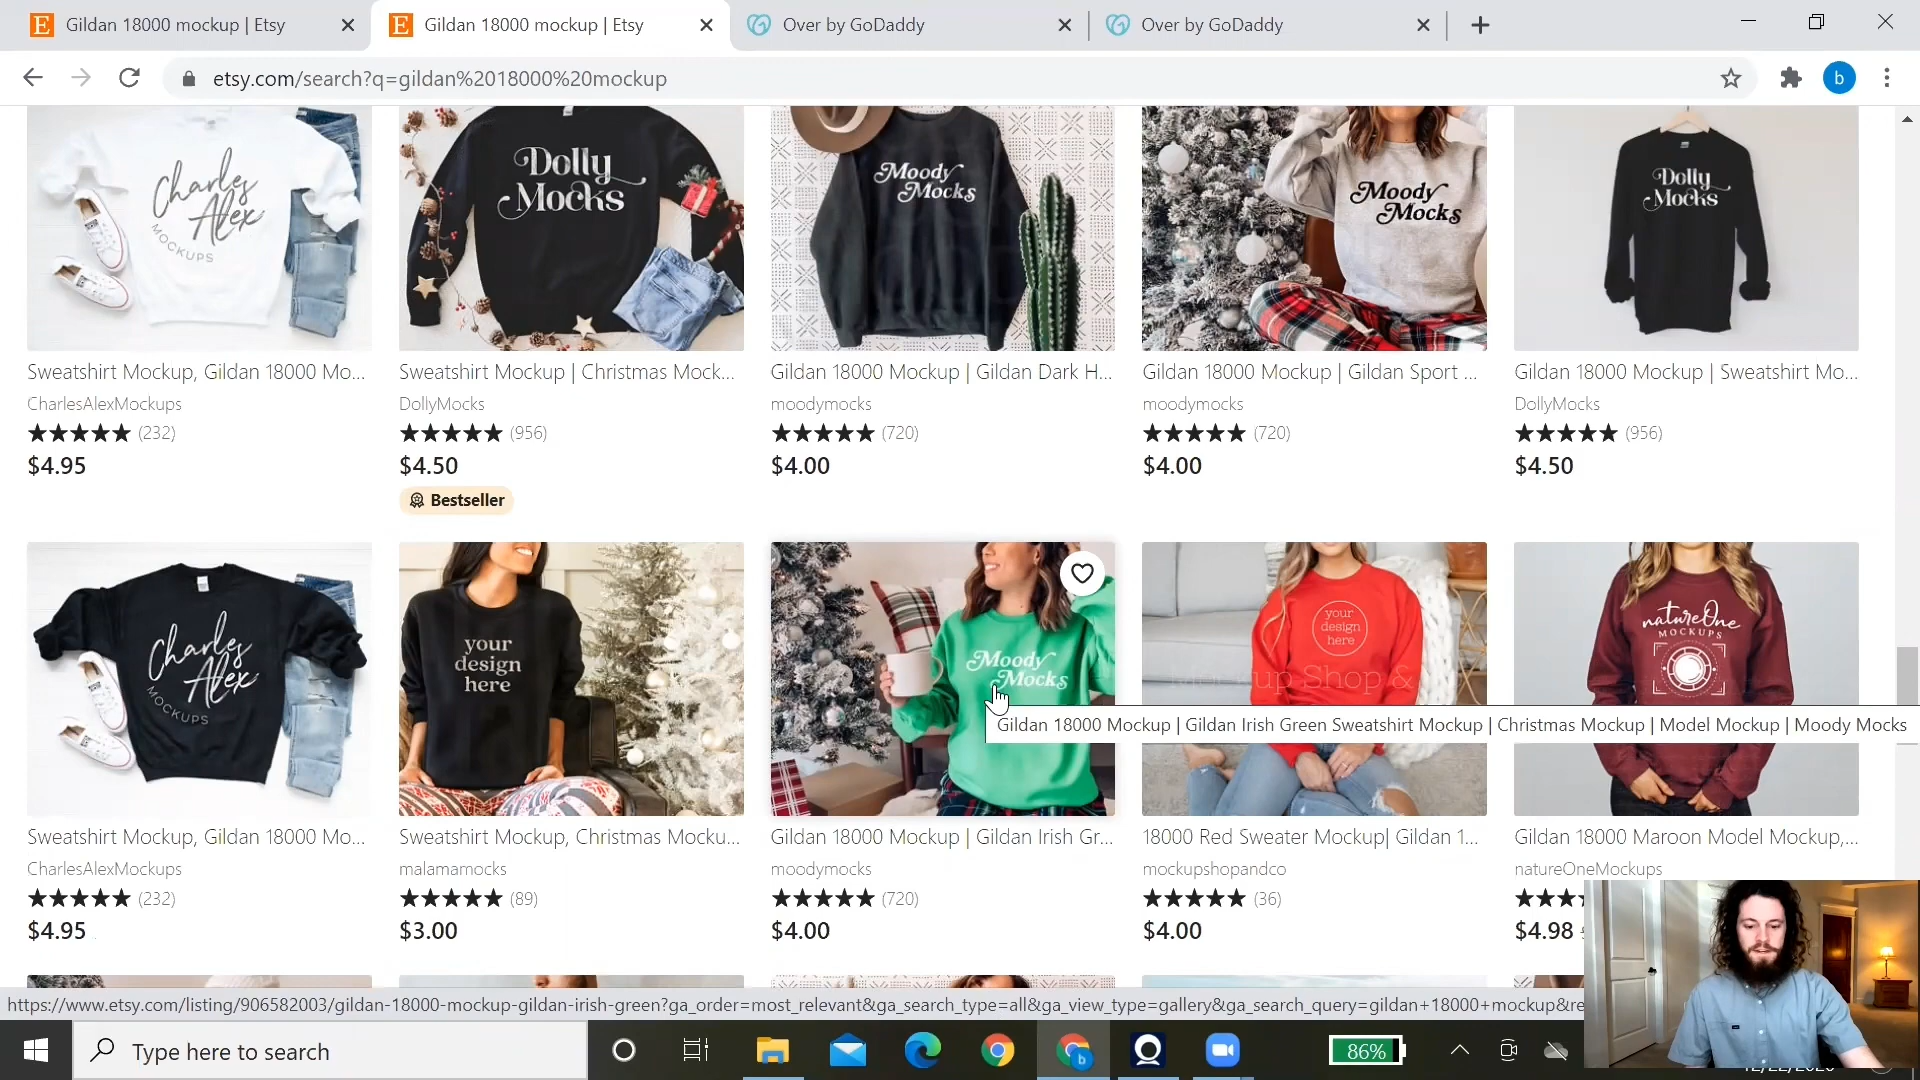 Gildan 18000 mockup | Etsy
Gildan 18000 mockup | Etsy
Over by GoDaddy
Over by GoDaddy
etsy.com/search?q=gildan%2018000%20mockup
b
Charles
Alex
MOCKUPS
Dolly
Mocks
Moody
Mocks
Moody
Mocks
Dolly
Mocks
Sweatshirt Mockup, Gildan 18000 Mo...
Sweatshirt Mockup | Christmas Mock...
Gildan 18000 Mockup | Gildan Dark H...
Gildan 18000 Mockup | Gildan Sport ...
Gildan 18000 Mockup | Sweatshirt Mo...
CharlesAlexMockups
DollyMocks
moodymocks
moodymocks
DollyMocks
(232)
(956)
(720)
(720)
(956)
$4.95
$4.50
$4.00
$4.00
$4.50
Bestseller
Charles
Alex
MOCKUPS
your
design
here
Moody
Mocks
your
design
here
Mockup Shop &
natureOne
MOCKUPS
Gildan 18000 Mockup | Gildan Irish Green Sweatshirt Mockup | Christmas Mockup | Model Mockup | Moody Mocks
Sweatshirt Mockup, Gildan 18000 Mo...
Sweatshirt Mockup, Christmas Mocku...
Gildan 18000 Mockup | Gildan Irish Gr...
18000 Red Sweater Mockup| Gildan 1...
Gildan 18000 Maroon Model Mockup,...
CharlesAlexMockups
malamamocks
moodymocks
mockupshopandco
natureOneMockups
(232)
(89)
(720)
(36)
$4.95
$3.00
$4.00
$4.00
$4.98
https://www.etsy.com/listing/906582003/gildan-18000-mockup-gildan-irish-green?ga_order=most_relevant&ga_search_type=all&ga_view_type=gallery&ga_search_query=gildan+18000+mockup&re
Type here to search
b
86%